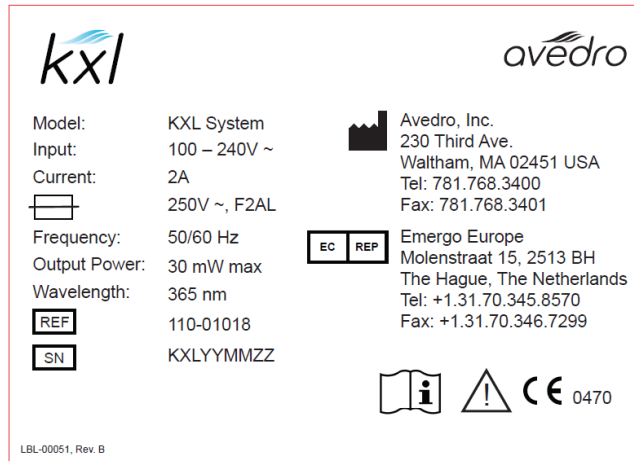 kxl
avedro
Model: KXL System
Input: 100 – 240V ~
Current: 2A
250V ~, F2AL
Frequency: 50/60 Hz
Output Power: 30 mW max
Wavelength: 365 nm
REF 110-01018
SN KXLYYMMZZ
Avedro, Inc.
230 Third Ave.
Waltham, MA 02451 USA
Tel: 781.768.3400
Fax: 781.768.3401
EC REP Emergo Europe
Molenstraat 15, 2513 BH
The Hague, The Netherlands
Tel: +1.31.70.345.8570
Fax: +1.31.70.346.7299
i ! CE 0470
LBL-00051, Rev. B